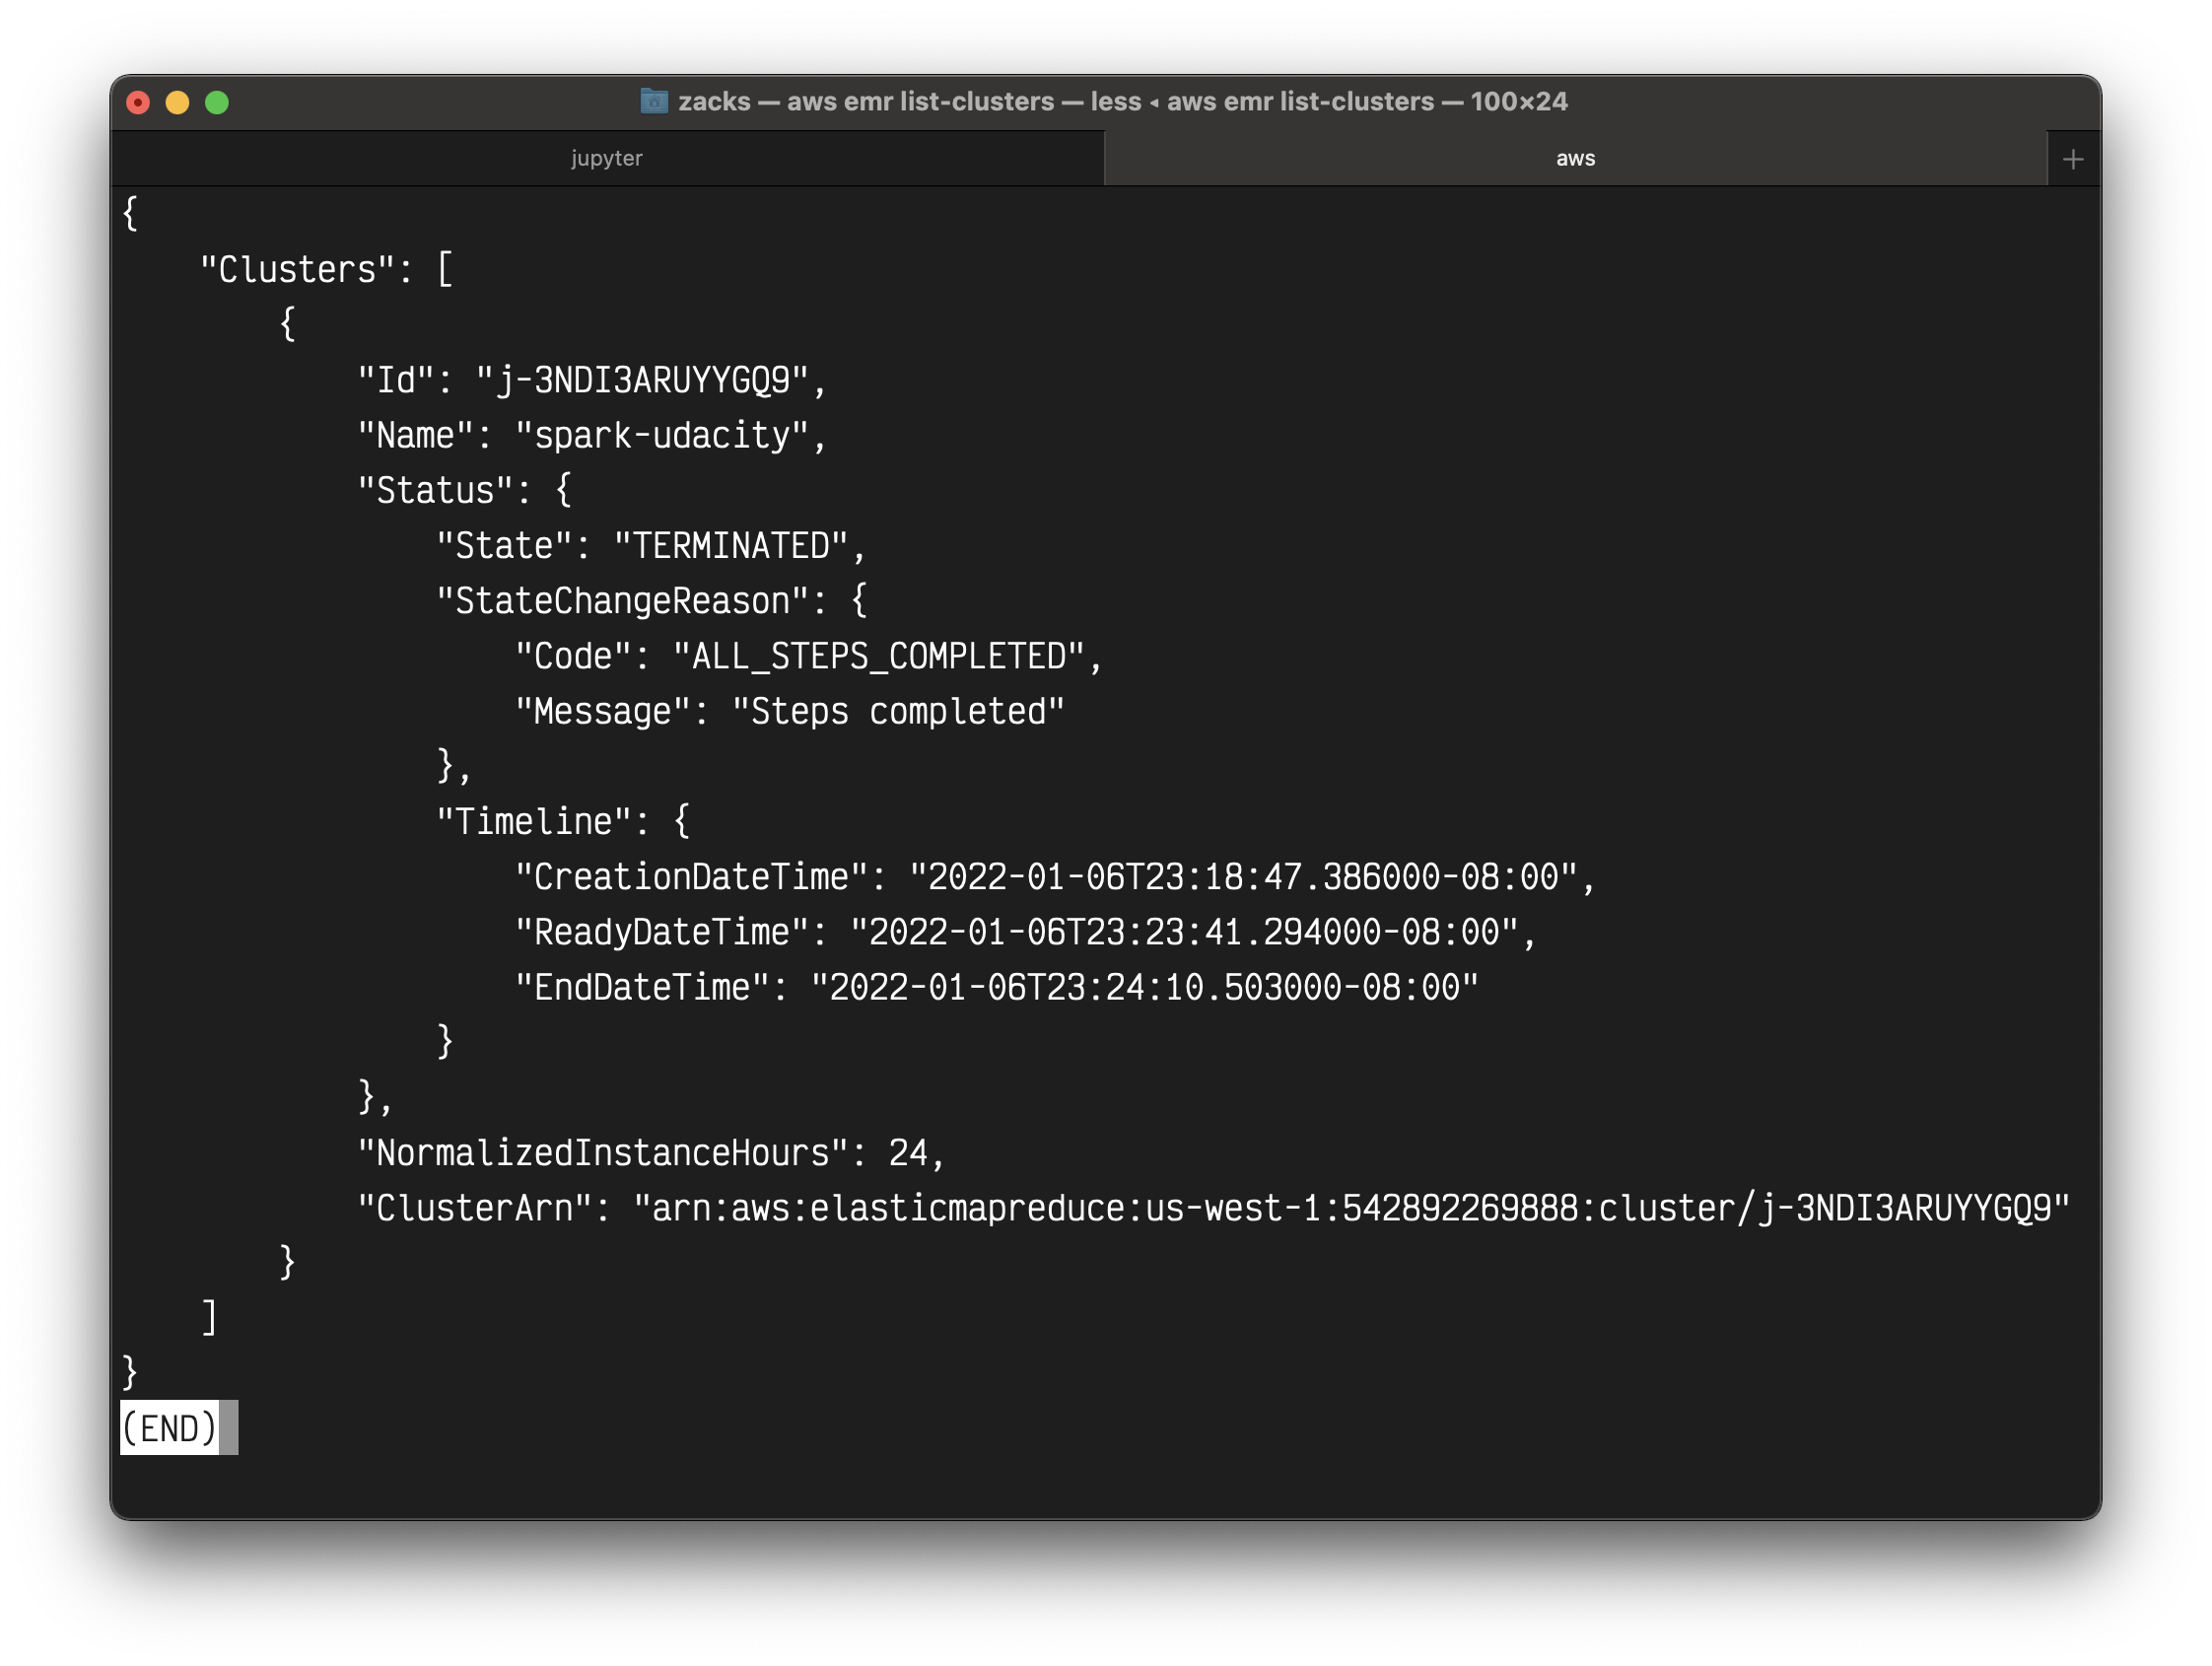 zacks — aws emr list-clusters — less ◂ aws emr list-clusters — 100×24
jupyter
aws
+
{
    "Clusters": [
        {
            "Id": "j-3NDI3ARUYYGQ9",
            "Name": "spark-udacity",
            "Status": {
                "State": "TERMINATED",
                "StateChangeReason": {
                    "Code": "ALL_STEPS_COMPLETED",
                    "Message": "Steps completed"
                },
                "Timeline": {
                    "CreationDateTime": "2022-01-06T23:18:47.386000-08:00",
                    "ReadyDateTime": "2022-01-06T23:23:41.294000-08:00",
                    "EndDateTime": "2022-01-06T23:24:10.503000-08:00"
                }
            },
            "NormalizedInstanceHours": 24,
            "ClusterArn": "arn:aws:elasticmapreduce:us-west-1:542892269888:cluster/j-3NDI3ARUYYGQ9"
        }
    ]
}
(END)